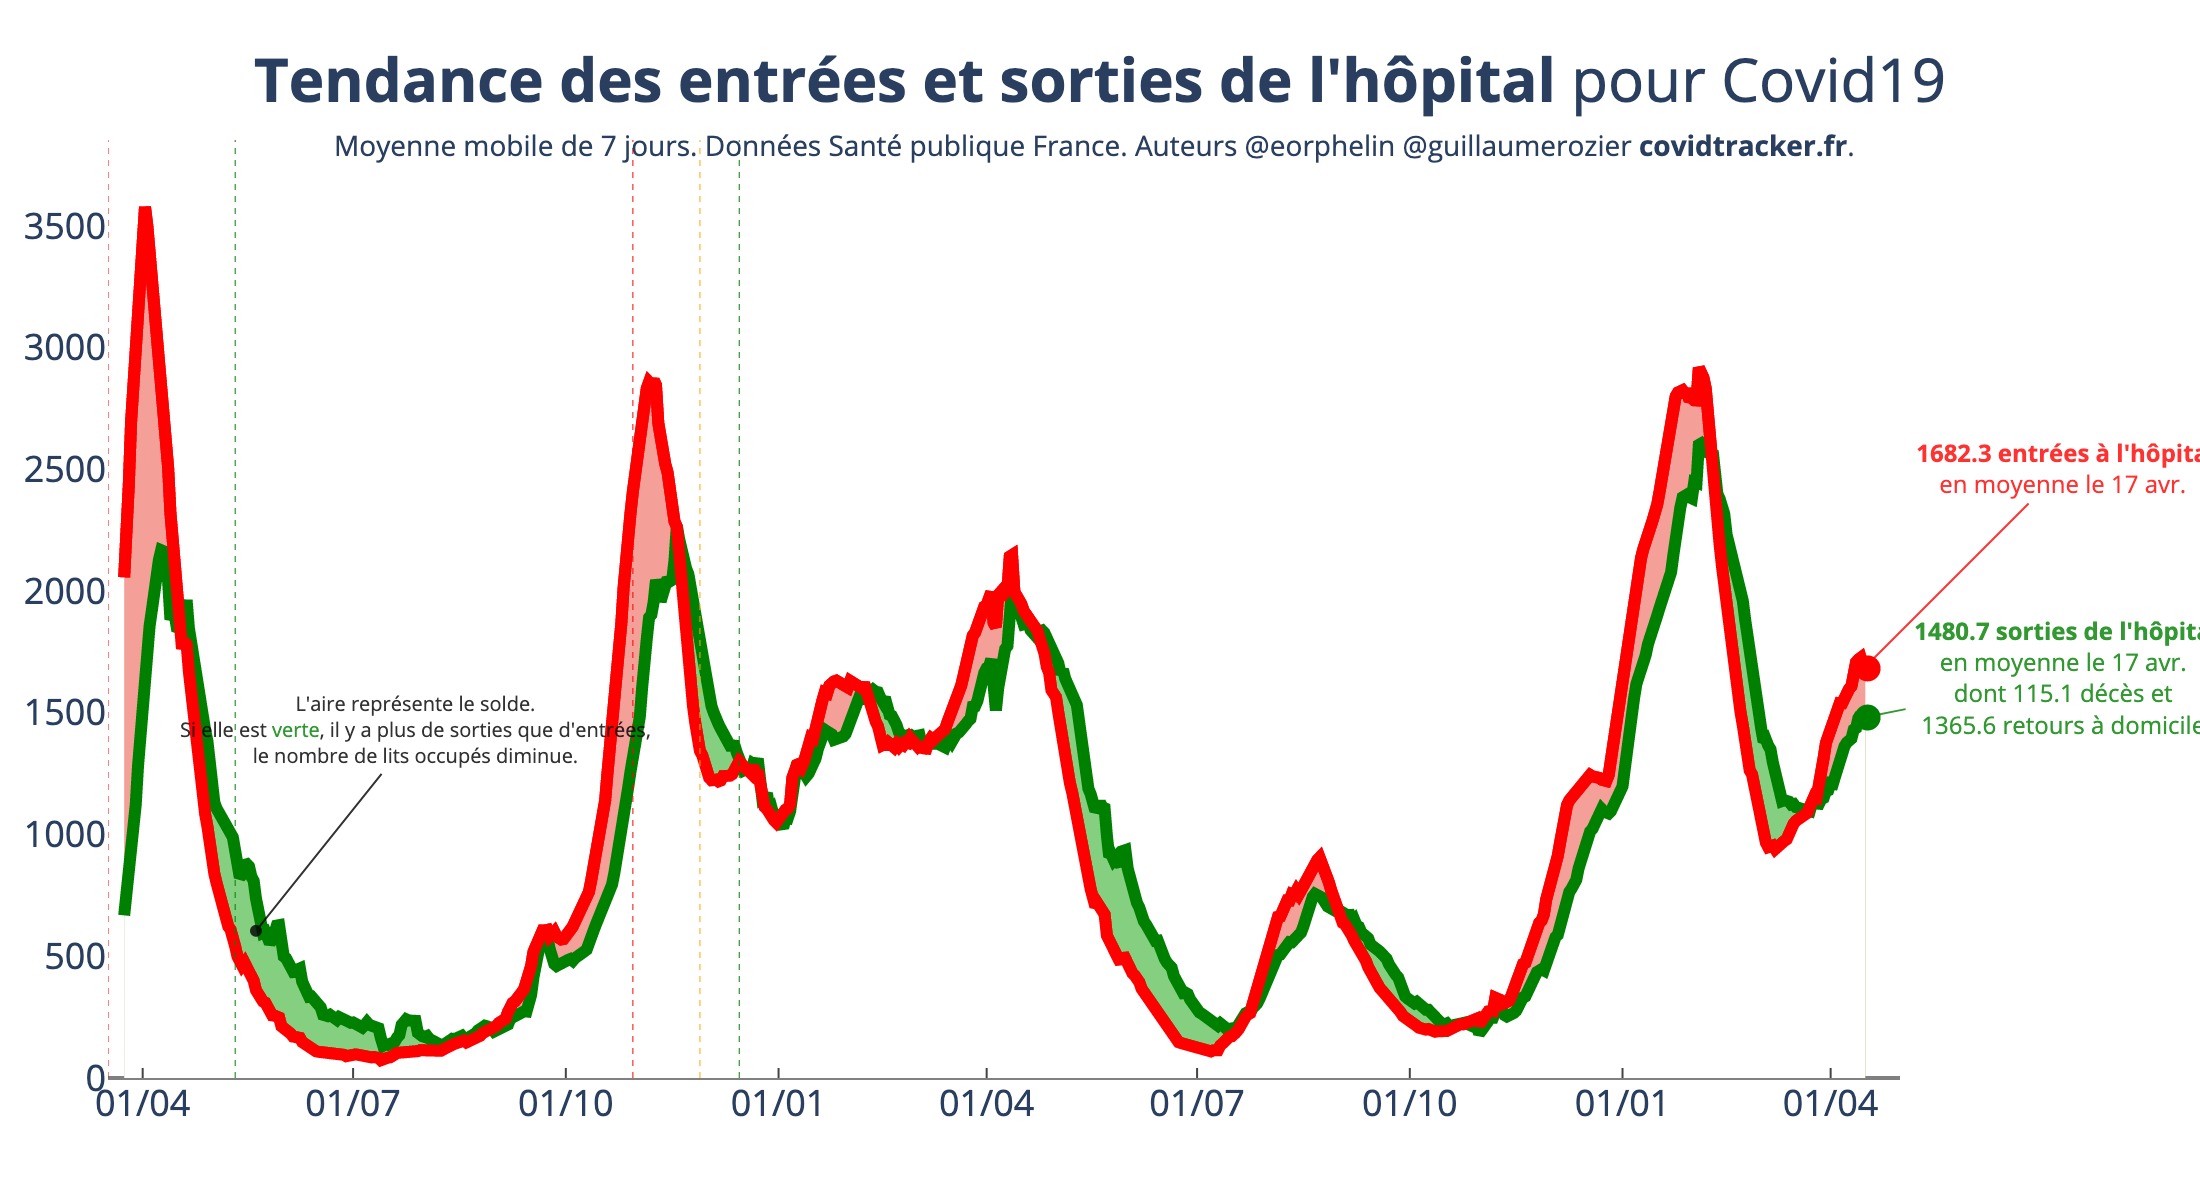 Tendance des entrées et sorties de l'hôpital pour Covid19
Moyenne mobile de 7 jours. Données Santé publique France. Auteurs @eorphelin @guillaumerozier covidtracker.fr.
3500
3000
2500
2000
1500
1000
500
0
1682.3 entrées à l'hôpita
en moyenne le 17 avr.
1480.7 sorties de l'hôpita
en moyenne le 17 avr.
dont 115.1 décès et
1365.6 retours à domicile
L'aire représente le solde.
Si elle est verte, il y a plus de sorties que d'entrées,
le nombre de lits occupés diminue.
01/04 01/07 01/10 01/01 01/04 01/07 01/10 01/01 01/04